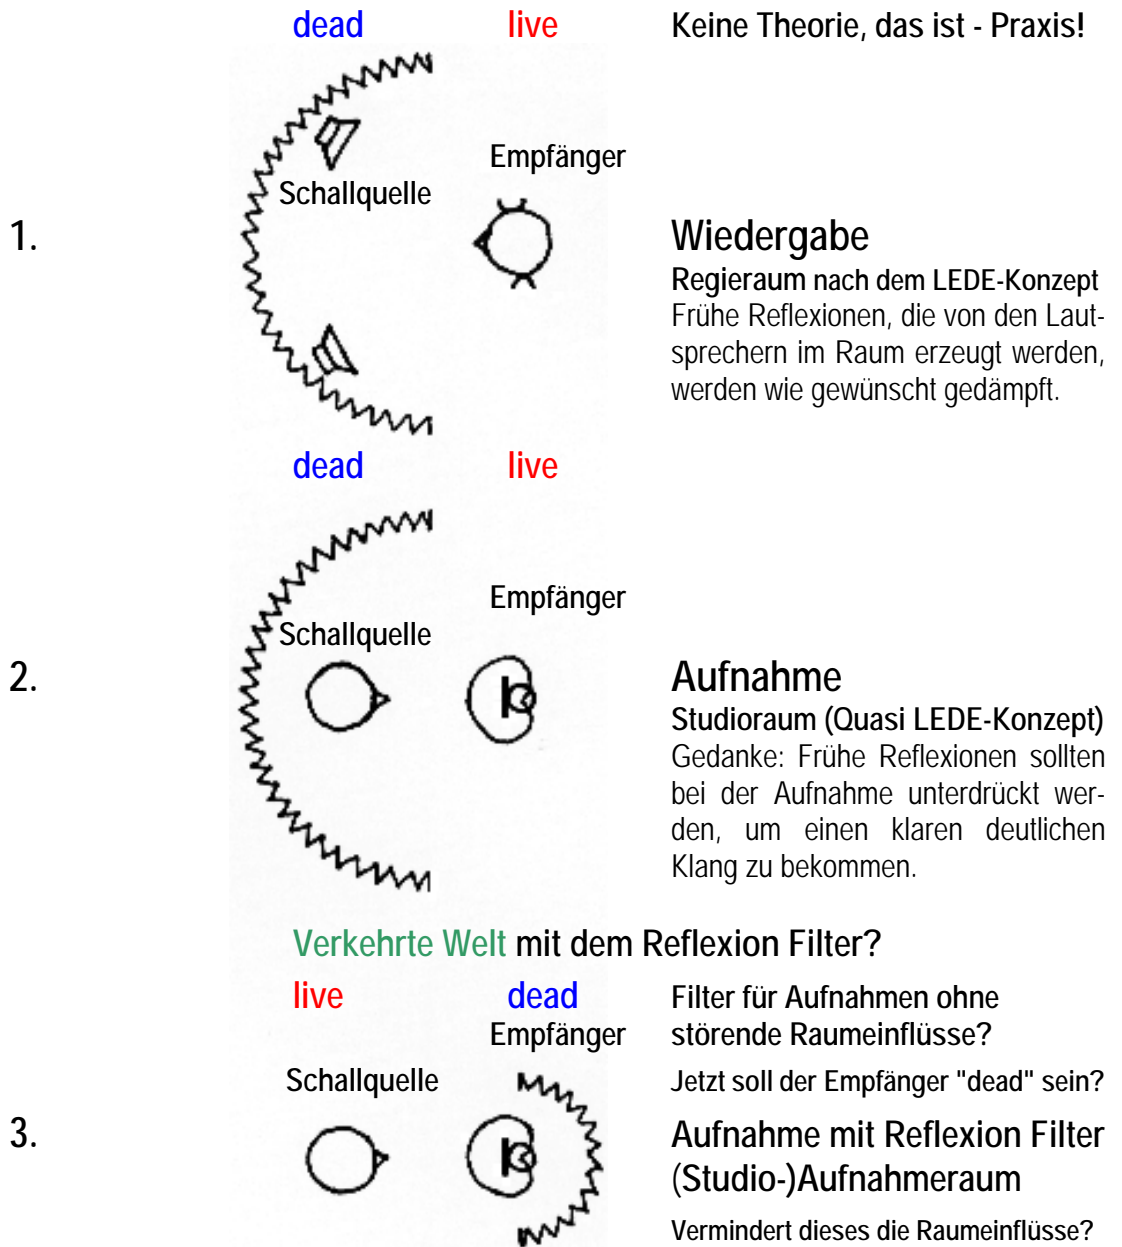 dead live Keine Theorie, das ist - Praxis!
Empfänger
Schallquelle
1. Wiedergabe
Regieraum nach dem LEDE-Konzept
Frühe Reflexionen, die von den Laut-
sprechern im Raum erzeugt werden,
werden wie gewünscht gedämpft.
dead live
Empfänger
Schallquelle
2. Aufnahme
Studioraum (Quasi LEDE-Konzept)
Gedanke: Frühe Reflexionen sollten
bei der Aufnahme unterdrückt wer-
den, um einen klaren deutlichen
Klang zu bekommen.
Verkehrte Welt mit dem Reflexion Filter?
live dead Filter für Aufnahmen ohne
Empfänger störende Raumeinflüsse?
Schallquelle Jetzt soll der Empfänger "dead" sein?
3. Aufnahme mit Reflexion Filter
(Studio-)Aufnahmeraum
Vermindert dieses die Raumeinflüsse?